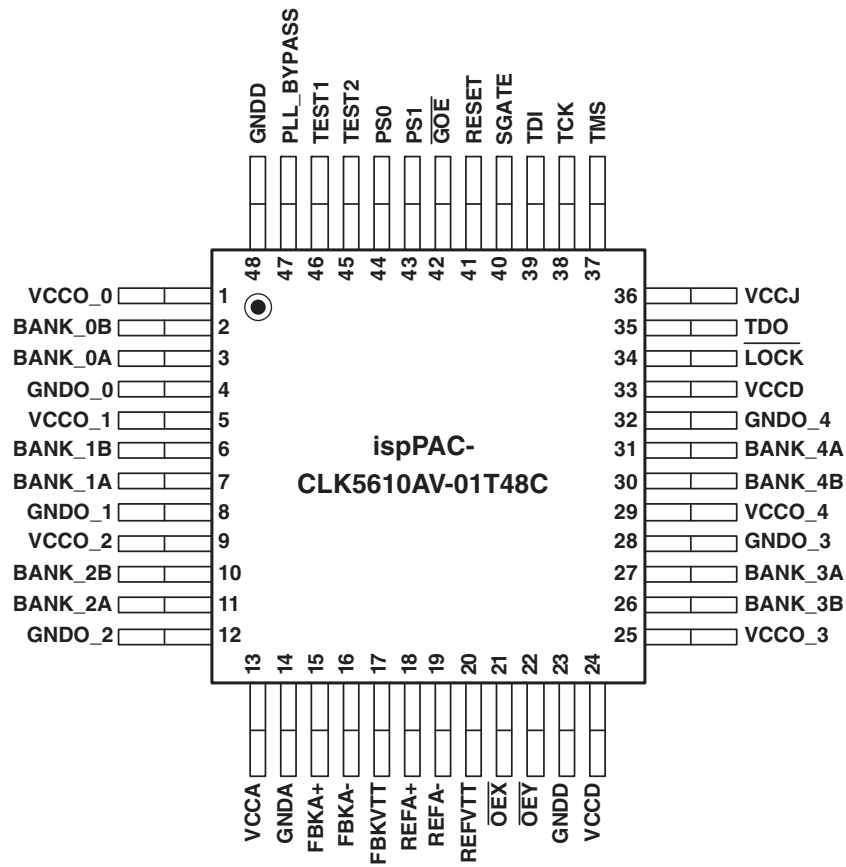 GNDD
PLL_BYPASS
TEST1
TEST2
PS0
PS1
G̅O̅E̅
RESET
SGATE
TDI
TCK
TMS
48 47 46 45 44 43 42 41 40 39 38 37
VCCO_0 1
BANK_0B 2
BANK_0A 3
GNDO_0 4
VCCO_1 5
BANK_1B 6
BANK_1A 7
GNDO_1 8
VCCO_2 9
BANK_2B 10
BANK_2A 11
GNDO_2 12
ispPAC-
CLK5610AV-01T48C
36 VCCJ
35 TDO
34 L̅O̅C̅K̅
33 VCCD
32 GNDO_4
31 BANK_4A
30 BANK_4B
29 VCCO_4
28 GNDO_3
27 BANK_3A
26 BANK_3B
25 VCCO_3
13 14 15 16 17 18 19 20 21 22 23 24
VCCA
GNDA
FBKA+
FBKA-
FBKVTT
REFA+
REFA-
REFVTT
O̅E̅X̅
O̅E̅Y̅
GNDD
VCCD